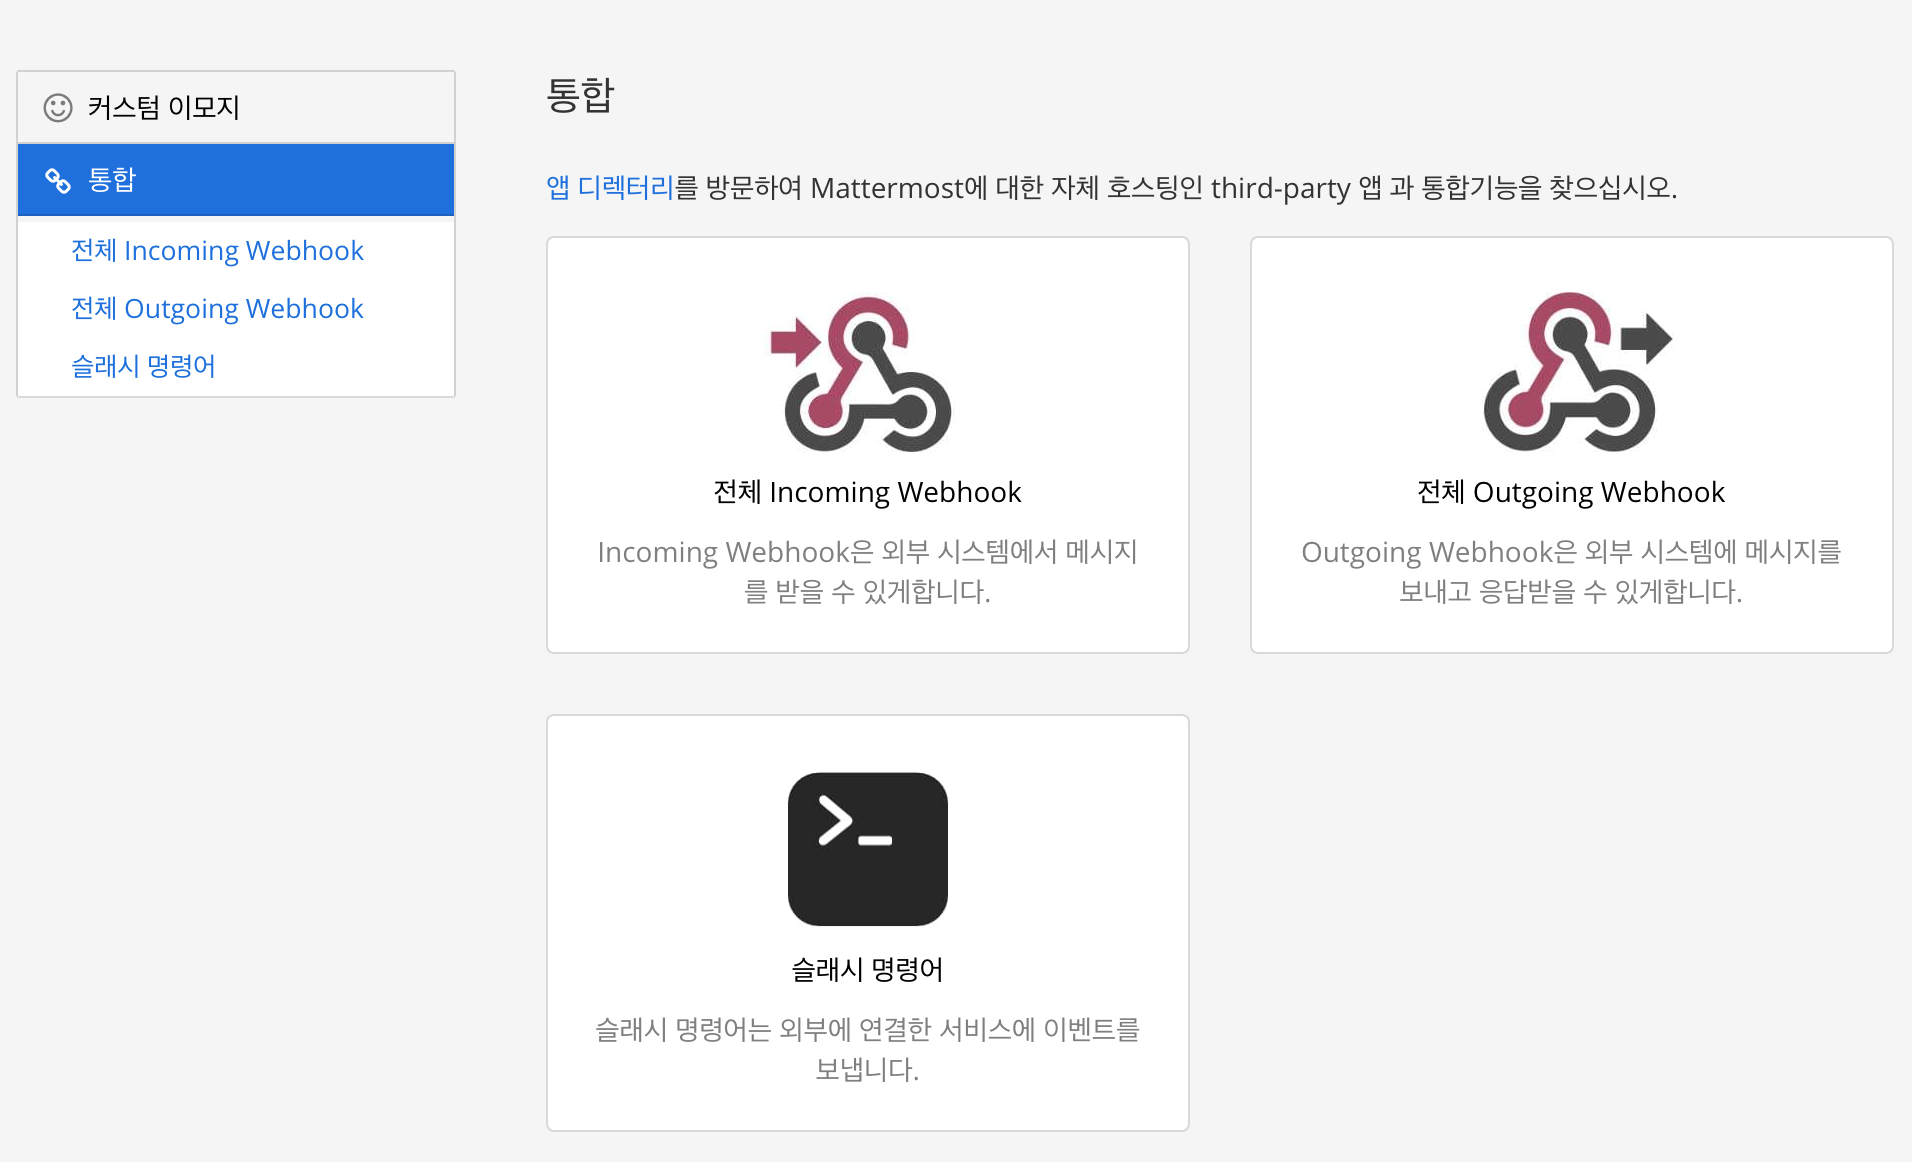 커스텀 이모지
통합
전체 Incoming Webhook
전체 Outgoing Webhook
슬래시 명령어
통합
앱 디렉터리를 방문하여 Mattermost에 대한 자체 호스팅인 third-party 앱 과 통합기능을 찾으십시오.
전체 Incoming Webhook
Incoming Webhook은 외부 시스템에서 메시지
를 받을 수 있게합니다.
전체 Outgoing Webhook
Outgoing Webhook은 외부 시스템에 메시지를
보내고 응답받을 수 있게합니다.
슬래시 명령어
슬래시 명령어는 외부에 연결한 서비스에 이벤트를
보냅니다.